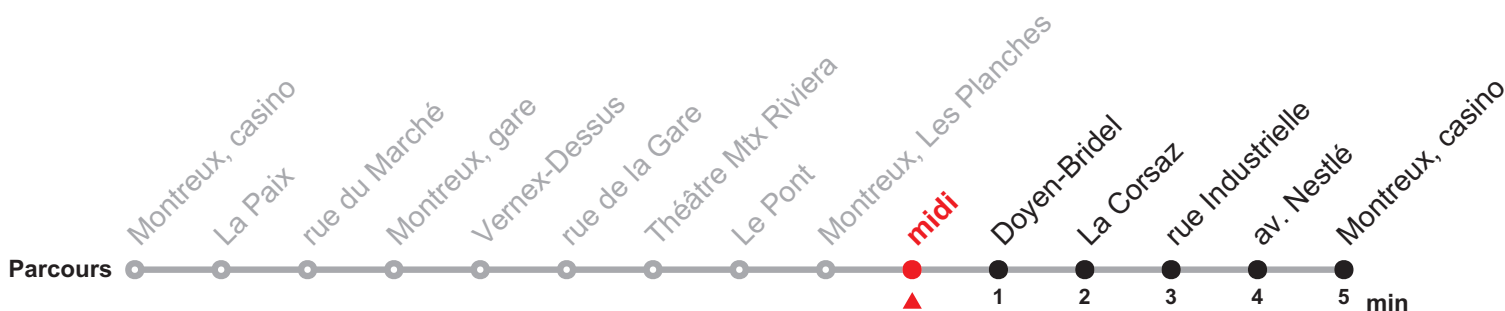 Montreux, casino
La Paix
rue du Marché
Montreux, gare
Vernex-Dessus
rue de la Gare
Théâtre Mtx Riviera
Le Pont
Montreux, Les Planches
midi
Doyen-Bridel
La Corsaz
rue Industrielle
av. Nestlé
Montreux, casino
Parcours
1 2 3 4 5 min